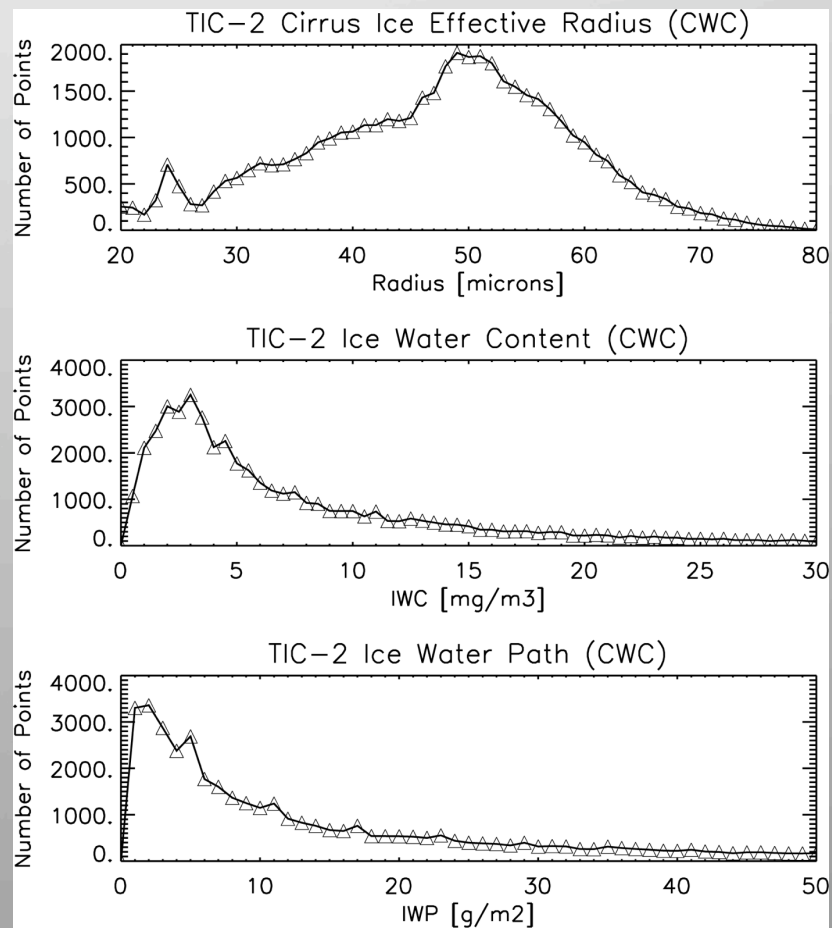 TIC-2 Cirrus Ice Effective Radius (CWC)
Number of Points
2000.
1500.
1000.
500.
0.
20 30 40 50 60 70 80
Radius [microns]
TIC-2 Ice Water Content (CWC)
Number of Points
4000.
3000.
2000.
1000.
0.
0 5 10 15 20 25 30
IWC [mg/m3]
TIC-2 Ice Water Path (CWC)
Number of Points
4000.
3000.
2000.
1000.
0.
0 10 20 30 40 50
IWP [g/m2]